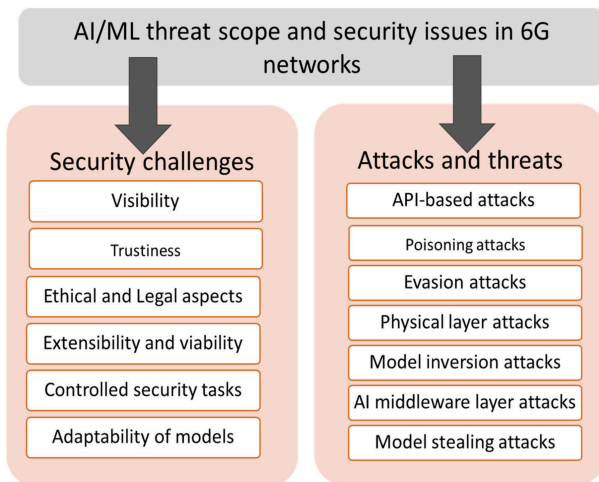 AI/ML threat scope and security issues in 6G
networks
Security challenges
Visibility
Trustiness
Ethical and Legal aspects
Extensibility and viability
Controlled security tasks
Adaptability of models
Attacks and threats
API-based attacks
Poisoning attacks
Evasion attacks
Physical layer attacks
Model inversion attacks
AI middleware layer attacks
Model stealing attacks